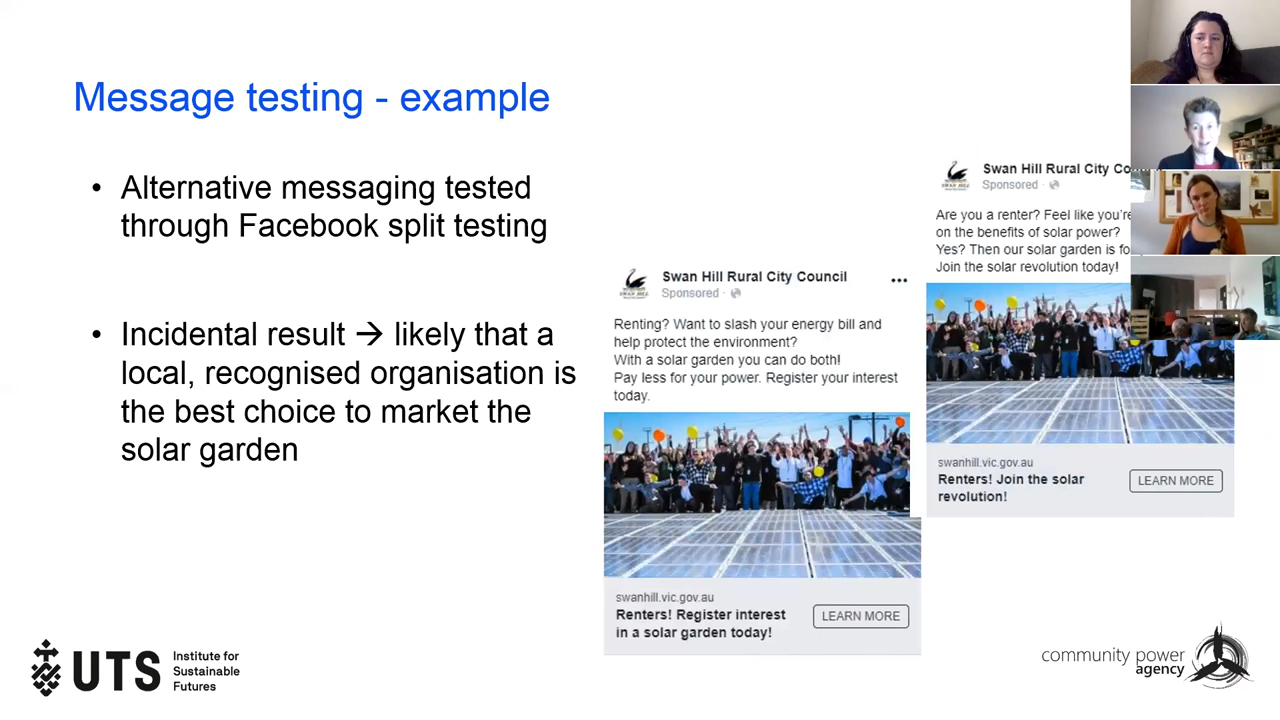 Message testing - example
• Alternative messaging tested
through Facebook split testing
• Incidental result → likely that a
local, recognised organisation is
the best choice to market the
solar garden
Swan Hill Rural City Council
Sponsored ·
Renting? Want to slash your energy bill and
help protect the environment?
With a solar garden you can do both!
Pay less for your power. Register your interest
today.
swanhill.vic.gov.au
Renters! Register interest
in a solar garden today!
LEARN MORE
Swan Hill Rural City Co
Sponsored ·
Are you a renter? Feel like you're
on the benefits of solar power?
Yes? Then our solar garden is fo
Join the solar revolution today!
swanhill.vic.gov.au
Renters! Join the solar
revolution!
LEARN MORE
UTS
Institute for
Sustainable
Futures
community power
agency